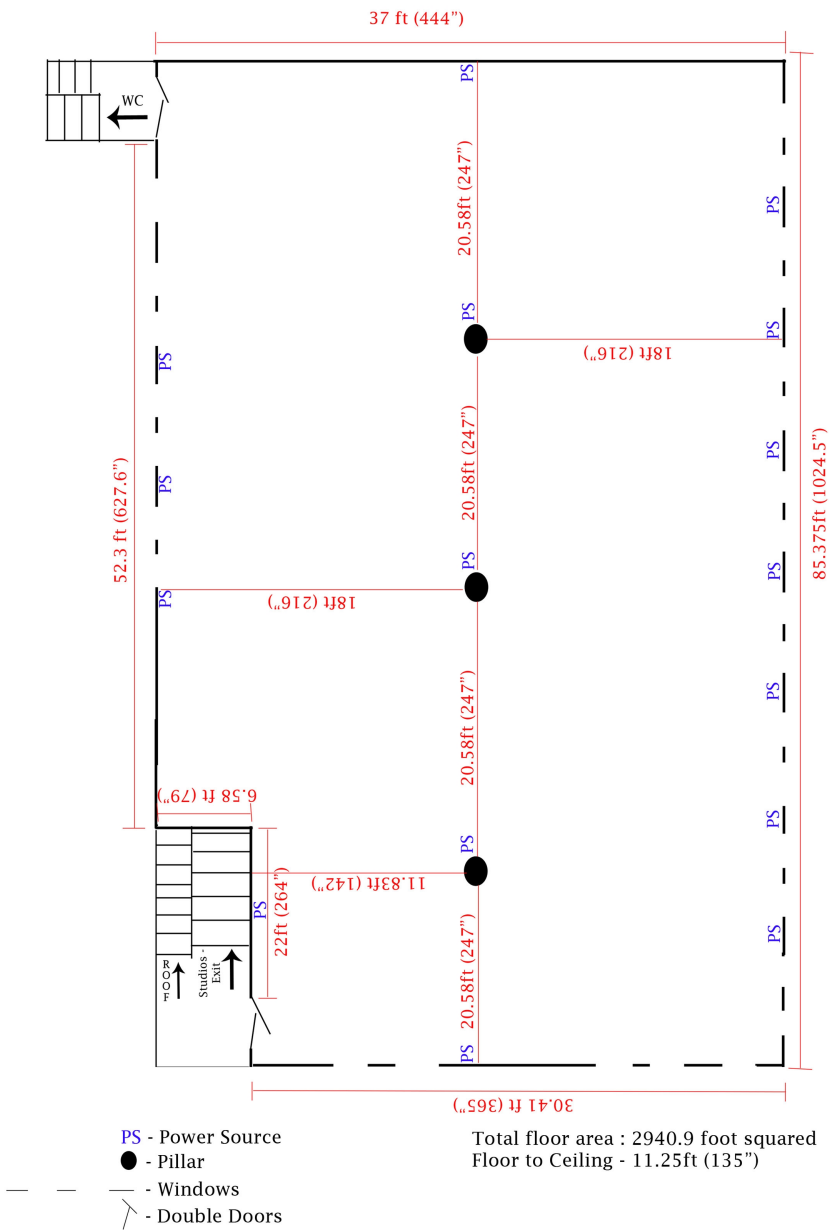 37 ft (444”)
WC
PS
20.58ft (247”)
PS
PS
PS
18ft (216”)
PS
PS
20.58ft (247”)
PS
85.375ft (1024.5”)
PS
52.3 ft (627.6”)
PS
PS
18ft (216”)
PS
PS
20.58ft (247”)
6.58 ft (79”)
PS
PS
11.83ft (142”)
PS
22ft (264”)
PS
ROOF
Studios -
Exit
20.58ft (247”)
PS
30.41 ft (365”)
PS - Power Source
- Pillar
- Windows
- Double Doors
Total floor area : 2940.9 foot squared
Floor to Ceiling - 11.25ft (135”)